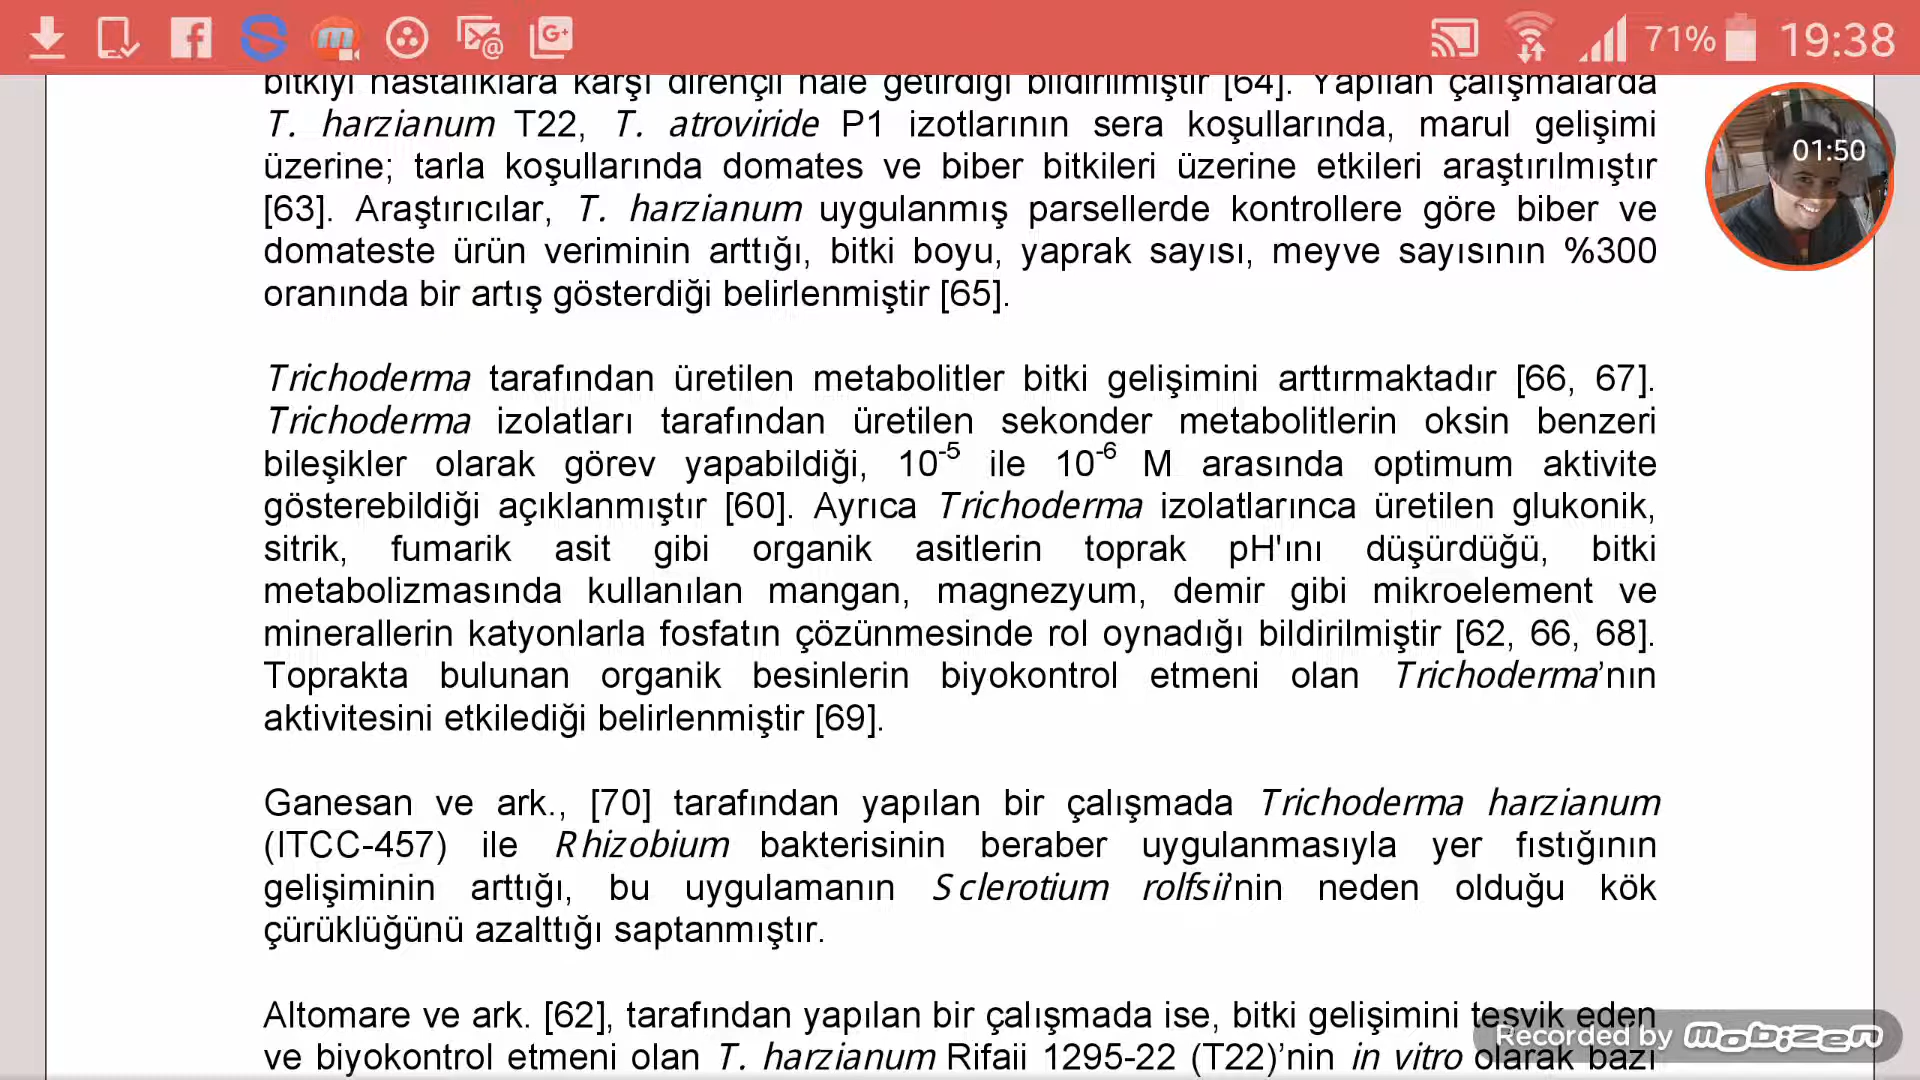 71% 19:38
bitkiyi hastalıklara karşı dirençli hale getirdiği bildirilmiştir [64]. Yapılan çalışmalarda
T. harzianum T22, T. atroviride P1 izotlarının sera koşullarında, marul gelişimi
üzerine; tarla koşullarında domates ve biber bitkileri üzerine etkileri araştırılmıştır
01:50
[63]. Araştırıcılar, T. harzianum uygulanmış parsellerde kontrollere göre biber ve
domateste ürün veriminin arttığı, bitki boyu, yaprak sayısı, meyve sayısının %300
oranında bir artış gösterdiği belirlenmiştir [65].
Trichoderma tarafından üretilen metabolitler bitki gelişimini arttırmaktadır [66, 67].
Trichoderma izolatları tarafından üretilen sekonder metabolitlerin oksin benzeri
bileşikler olarak görev yapabildiği, 10⁻⁵ ile 10⁻⁶ M arasında optimum aktivite
gösterebildiği açıklanmıştır [60]. Ayrıca Trichoderma izolatlarınca üretilen glukonik,
sitrik, fumarik asit gibi organik asitlerin toprak pH'ını düşürdüğü, bitki
metabolizmasında kullanılan mangan, magnezyum, demir gibi mikroelement ve
minerallerin katyonlarla fosfatın çözünmesinde rol oynadığı bildirilmiştir [62, 66, 68].
Toprakta bulunan organik besinlerin biyokontrol etmeni olan Trichoderma’nın
aktivitesini etkilediği belirlenmiştir [69].
Ganesan ve ark., [70] tarafından yapılan bir çalışmada Trichoderma harzianum
(ITCC-457) ile Rhizobium bakterisinin beraber uygulanmasıyla yer fıstığının
gelişiminin arttığı, bu uygulamanın Sclerotium rolfsii’nin neden olduğu kök
çürüklüğünü azalttığı saptanmıştır.
Altomare ve ark. [62], tarafından yapılan bir çalışmada ise, bitki gelişimini teşvik eden
ve biyokontrol etmeni olan T. harzianum Rifaii 1295-22 (T22)’nin in vitro olarak bazı
Recorded by Mobizen